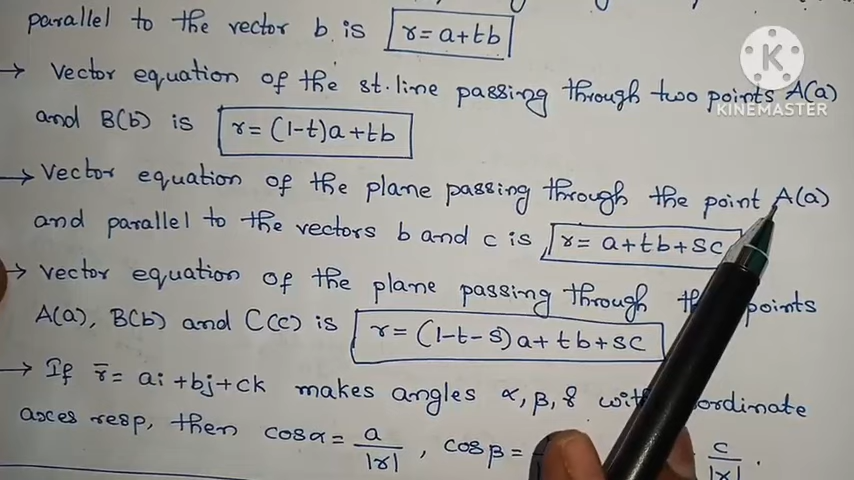 parallel to the vector b is r = a+tb
→ Vector equation of the st.line passing through two points A(a)
and B(b) is r = (1-t)a+tb
→ Vector equation of the plane passing through the point A(a)
and parallel to the vectors b and c is r = a+tb+sc
→ vector equation of the plane passing through points
A(a), B(b) and C(c) is r = (1-t-s)a+tb+sc
→ If r̅ = ai+bj+ck makes angles α, β, γ ordinate
axes resp, then cosα = a/|r|, cosβ = c/|r|.
K
KINEMASTER